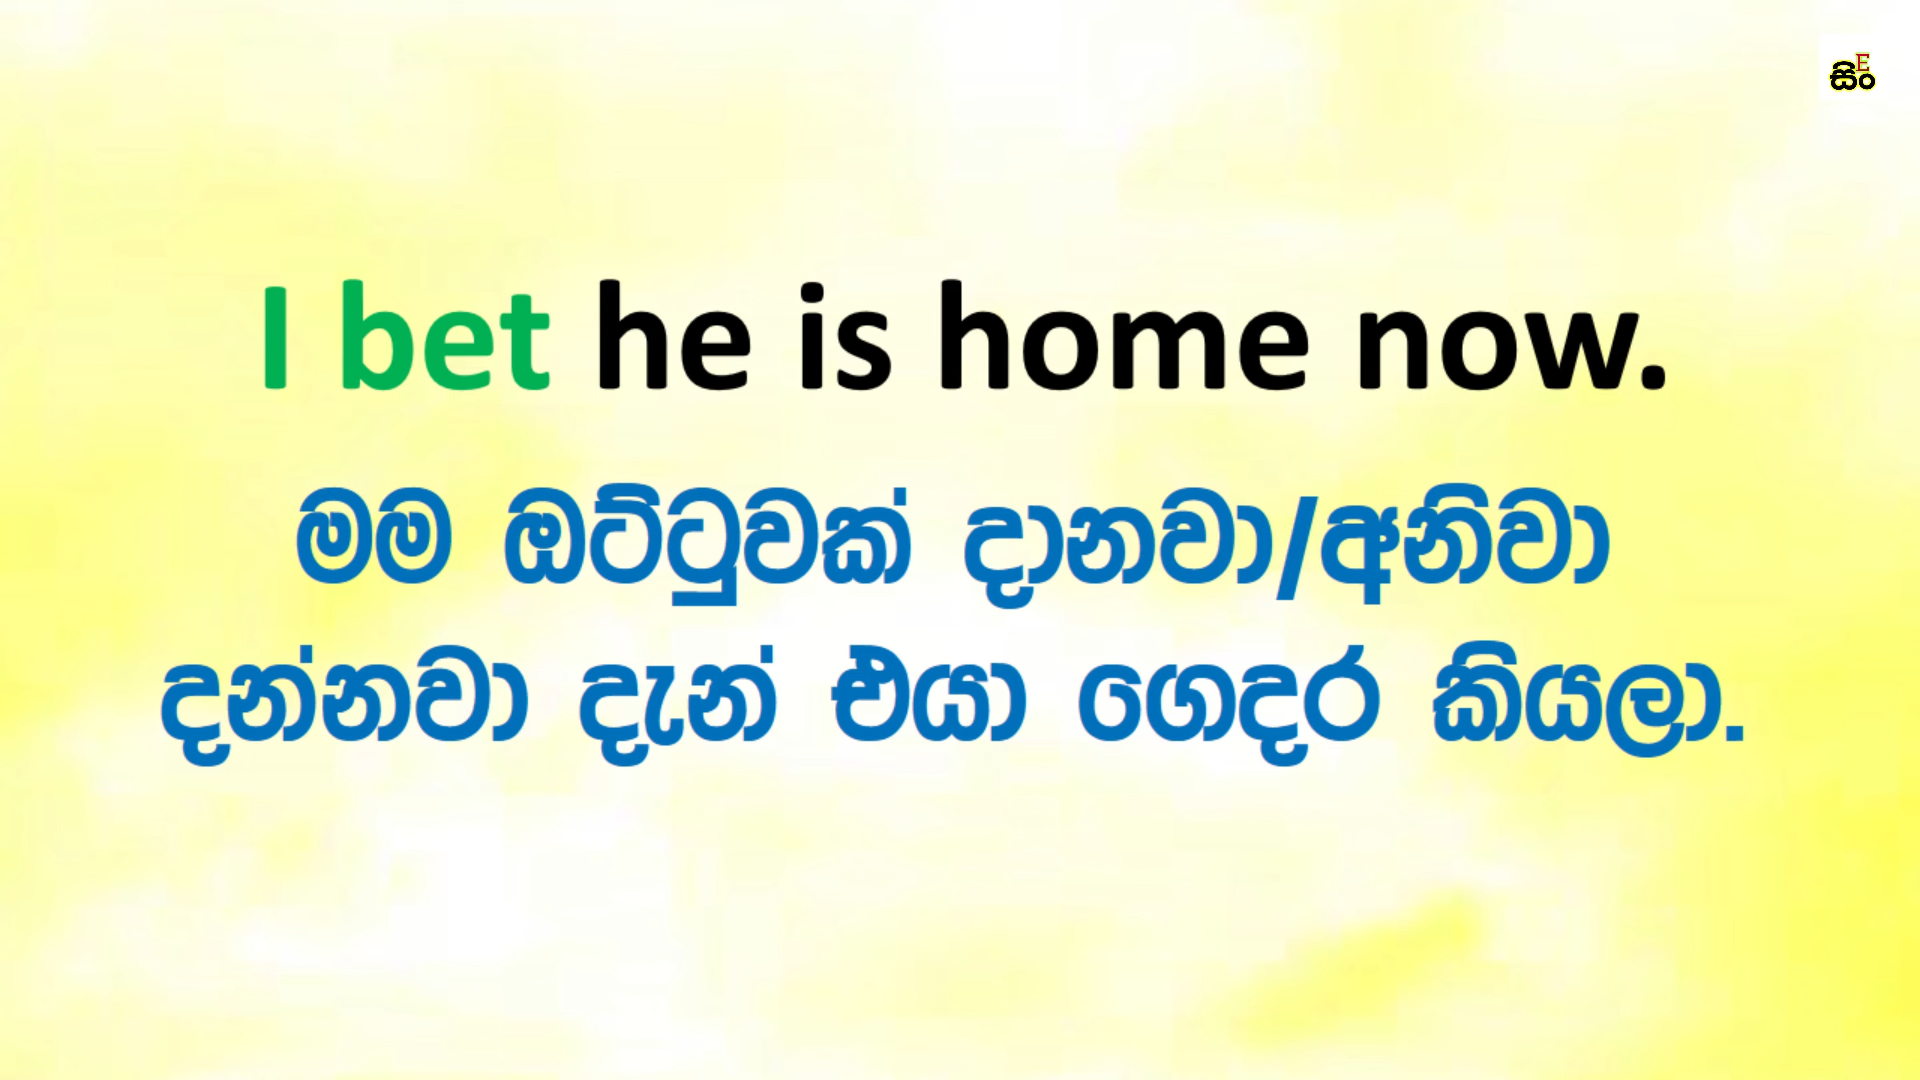 සිංE
I bet he is home now.
මම ඔට්ටුවක් දානවා/අනිවා
දන්නවා දැන් එයා ගෙදර කියලා.